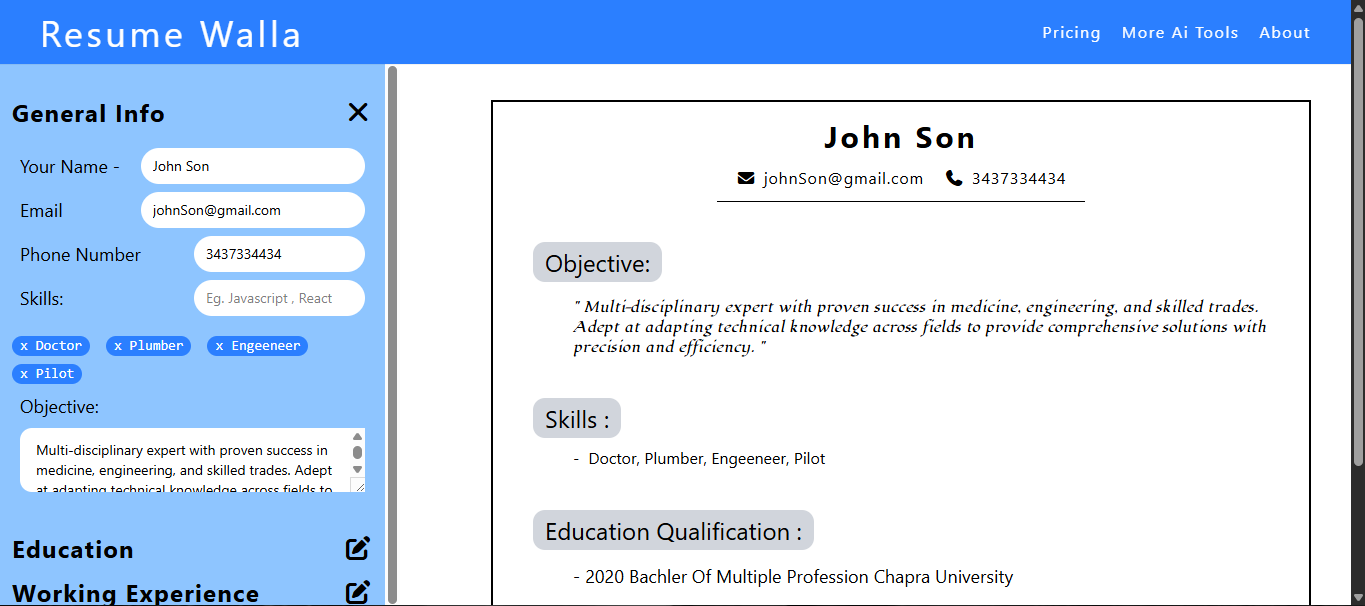 Resume Walla
Pricing More Ai Tools About
General Info
Your Name - John Son
Email johnSon@gmail.com
Phone Number 3437334434
Skills: Eg. Javascript , React
x Doctor x Plumber x Engeeneer
x Pilot
Objective:
Multi-disciplinary expert with proven success in
medicine, engineering, and skilled trades. Adept
at adapting technical knowledge across fields to
Education
Working Experience
John Son
johnSon@gmail.com 3437334434
Objective:
" Multi-disciplinary expert with proven success in medicine, engineering, and skilled trades.
Adept at adapting technical knowledge across fields to provide comprehensive solutions with
precision and efficiency. "
Skills :
- Doctor, Plumber, Engeeneer, Pilot
Education Qualification :
- 2020 Bachler Of Multiple Profession Chapra University